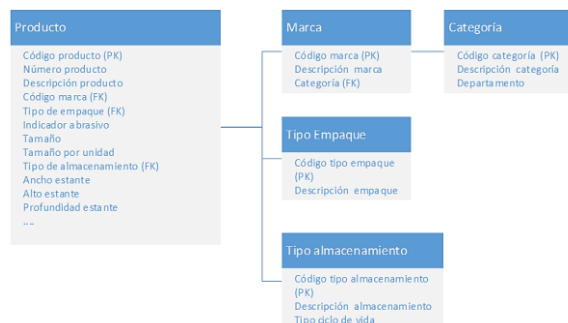 Producto
Código producto (PK)
Número producto
Descripción producto
Código marca (FK)
Tipo de empaque (FK)
Indicador abrasivo
Tamaño
Tamaño por unidad
Tipo de almacenamiento (FK)
Ancho estante
Alto estante
Profundidad estante
....
Marca
Código marca (PK)
Descripción marca
Categoría (FK)
Categoría
Código categoría (PK)
Descripción categoría
Departamento
Tipo Empaque
Código tipo empaque
(PK)
Descripción empaque
Tipo almacenamiento
Código tipo almacenamiento
(PK)
Descripción almacenamiento
Tipo ciclo de vida